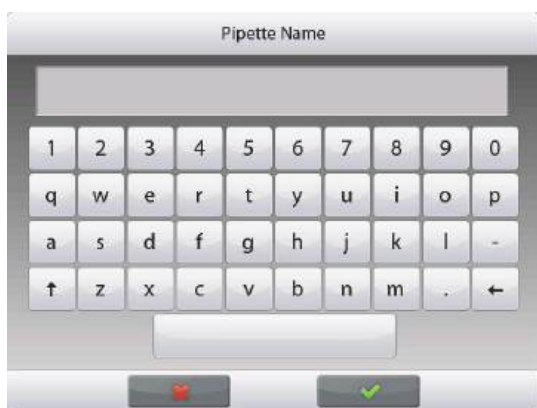 Pipette Name
1 2 3 4 5 6 7 8 9 0
q w e r t y u i o p
a s d f g h j k l -
↑ z x c v b n m . ←